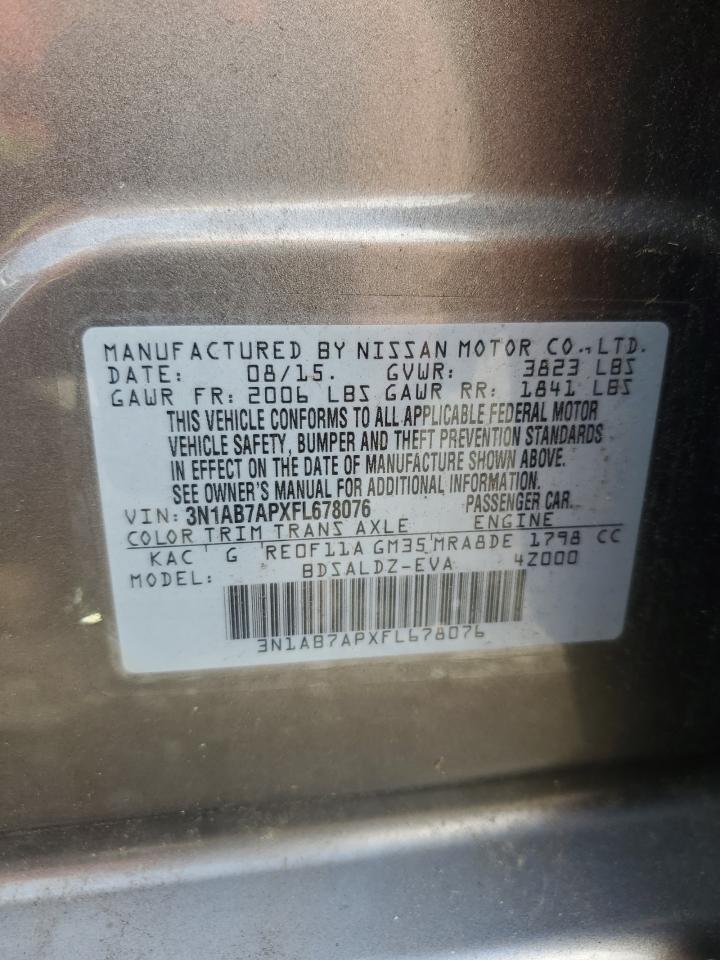 MANUFACTURED BY NISSAN MOTOR CO., LTD.
DATE: 08/15. GVWR: 3823 LBS
GAWR FR: 2006 LBS GAWR RR: 1841 LBS
THIS VEHICLE CONFORMS TO ALL APPLICABLE FEDERAL MOTOR
VEHICLE SAFETY, BUMPER AND THEFT PREVENTION STANDARDS
IN EFFECT ON THE DATE OF MANUFACTURE SHOWN ABOVE.
SEE OWNER'S MANUAL FOR ADDITIONAL INFORMATION.
VIN: 3N1AB7APXFL678076 PASSENGER CAR.
COLOR TRIM TRANS AXLE ENGINE
KAC G RE0F11A GM35 MRA8DE 1798 CC
MODEL: BDSALDZ-EVA 4Z000
3N1AB7APXFL678076